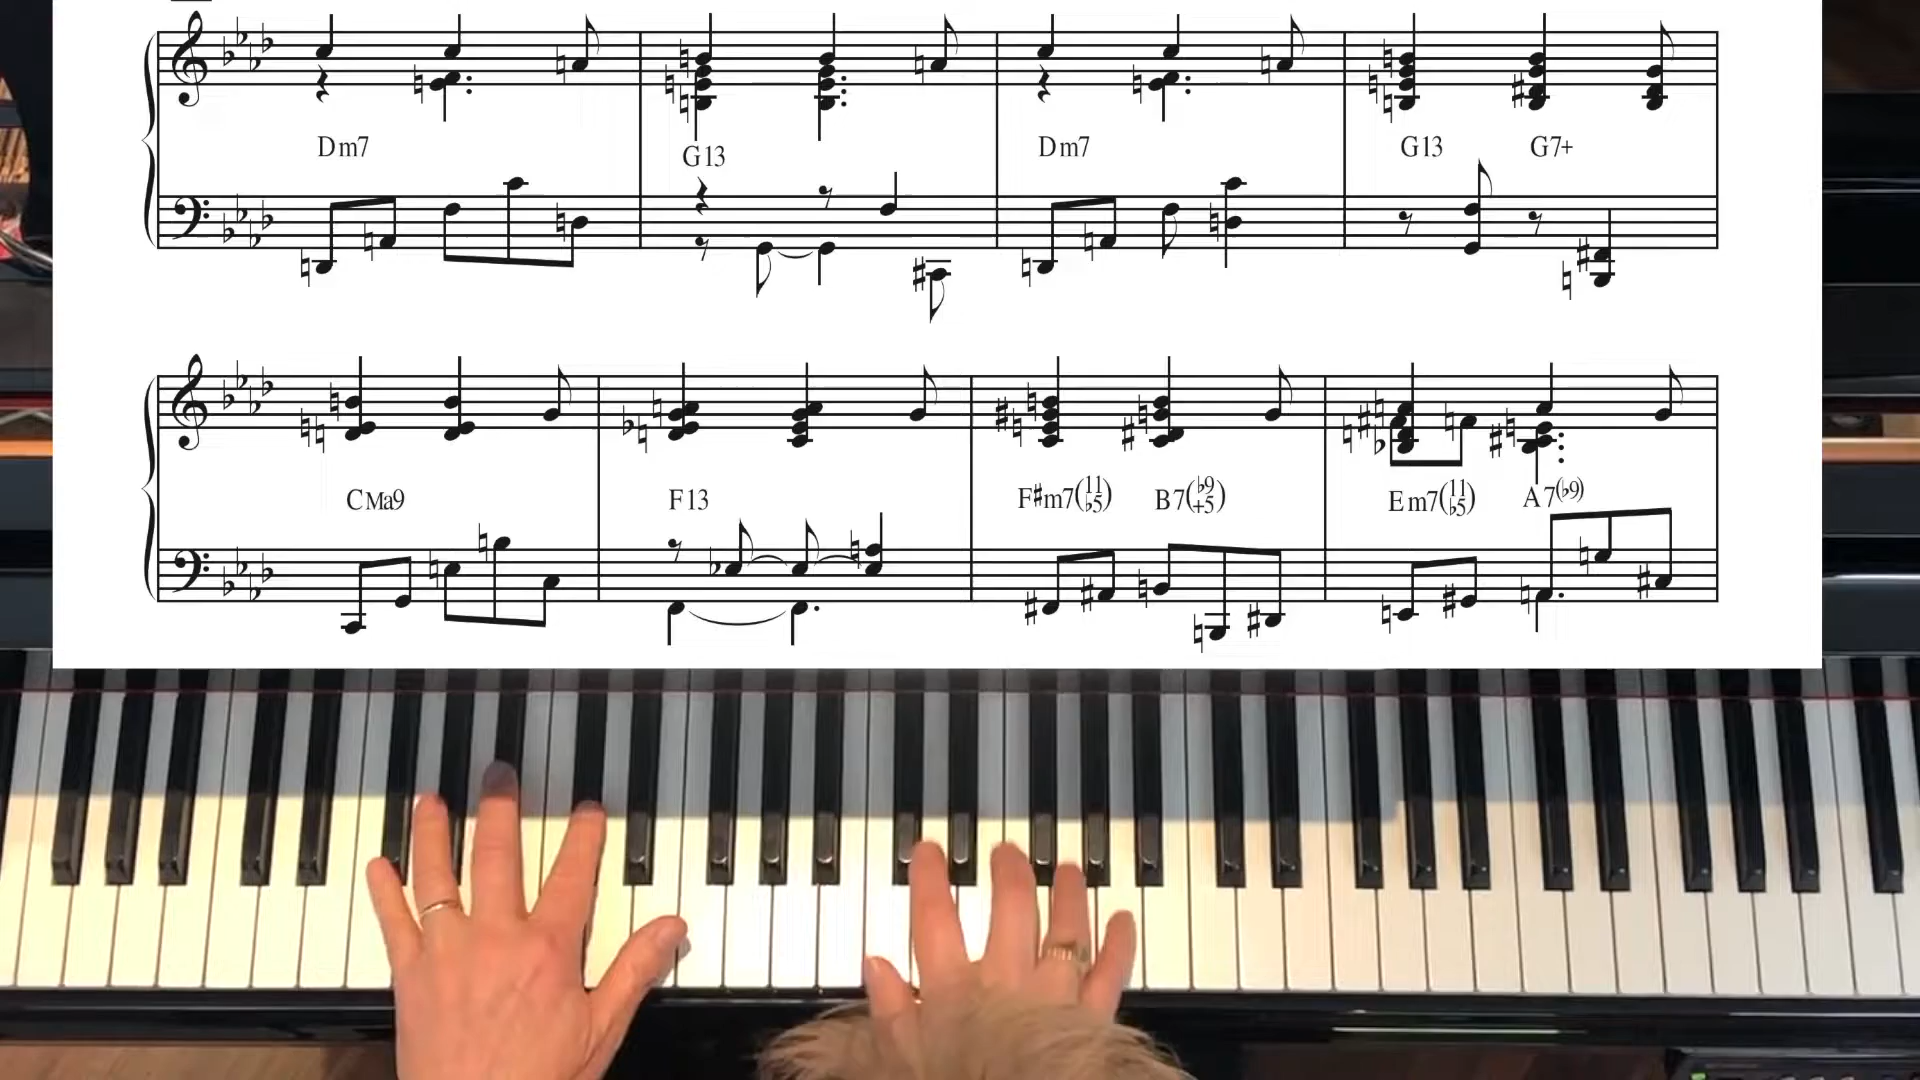 Dm7 G13 Dm7 G13 G7+
CMa9 F13 F#m7(11 ♭5) B7(♭9 +5) Em7(11 ♭5) A7(♭9)